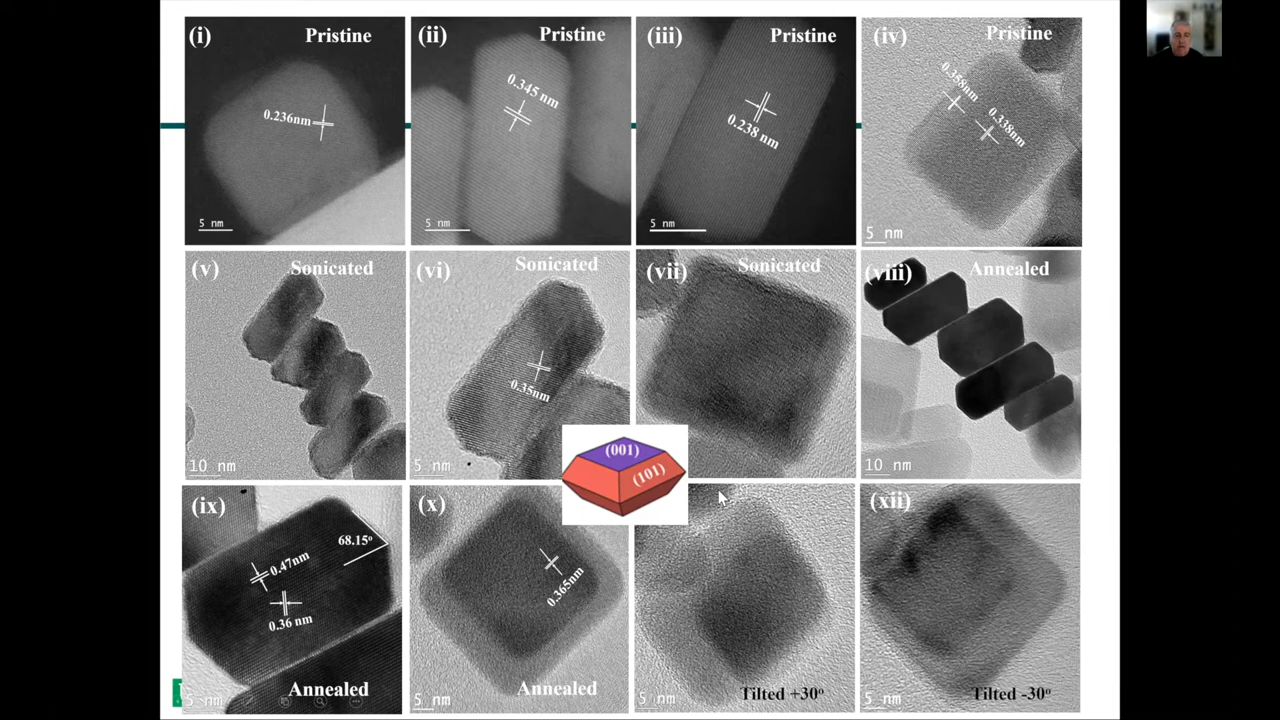 (i)
Pristine
0.236nm
5 nm
(ii)
Pristine
0.345 nm
5 nm
(iii)
Pristine
0.238 nm
5 nm
(iv)
Pristine
0.358nm
0.338nm
5 nm
(v)
Sonicated
10 nm
(vi)
Sonicated
0.35nm
5 nm
(vii)
Sonicated
5 nm
(viii)
Annealed
10 nm
(001)
(101)
(ix)
68.15°
0.47nm
0.36 nm
Annealed
5 nm
(x)
0.365nm
Annealed
5 nm
Tilted +30°
5 nm
(xii)
Tilted -30°
5 nm